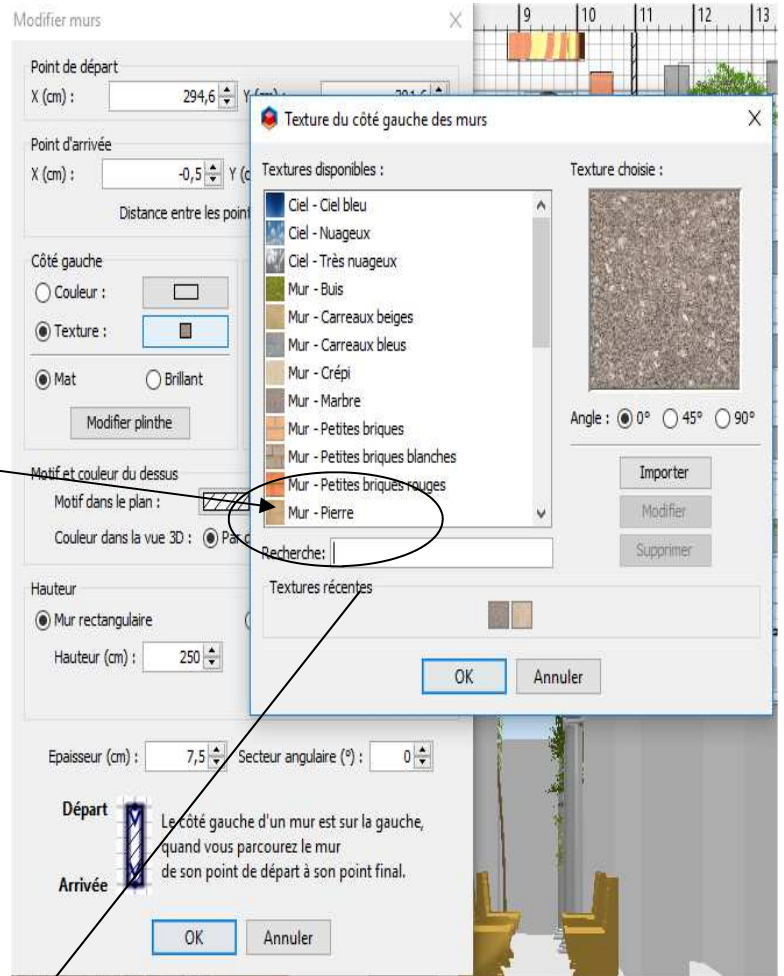 Modifier murs
9 10 11 12 13
Point de départ
X (cm) : 294,6
Texture du côté gauche des murs
Point d'arrivée
X (cm) : -0,5 Y (c
Distance entre les point
Textures disponibles :
Texture choisie :
Ciel - Ciel bleu
Ciel - Nuageux
Ciel - Très nuageux
Mur - Buis
Mur - Carreaux beiges
Mur - Carreaux bleus
Mur - Crépi
Mur - Marbre
Mur - Petites briques
Mur - Petites briques blanches
Mur - Petites briques rouges
Mur - Pierre
Angle : 0° 45° 90°
Importer
Modifier
Supprimer
Recherche:
Textures récentes
OK Annuler
Côté gauche
Couleur :
Texture :
Mat Brillant
Modifier plinthe
Motif et couleur du dessus
Motif dans le plan :
Couleur dans la vue 3D : Par d
Hauteur
Mur rectangulaire
Hauteur (cm) : 250
Epaisseur (cm) : 7,5 Secteur angulaire (°) : 0
Départ
Arrivée
Le côté gauche d'un mur est sur la gauche,
quand vous parcourez le mur
de son point de départ à son point final.
OK Annuler